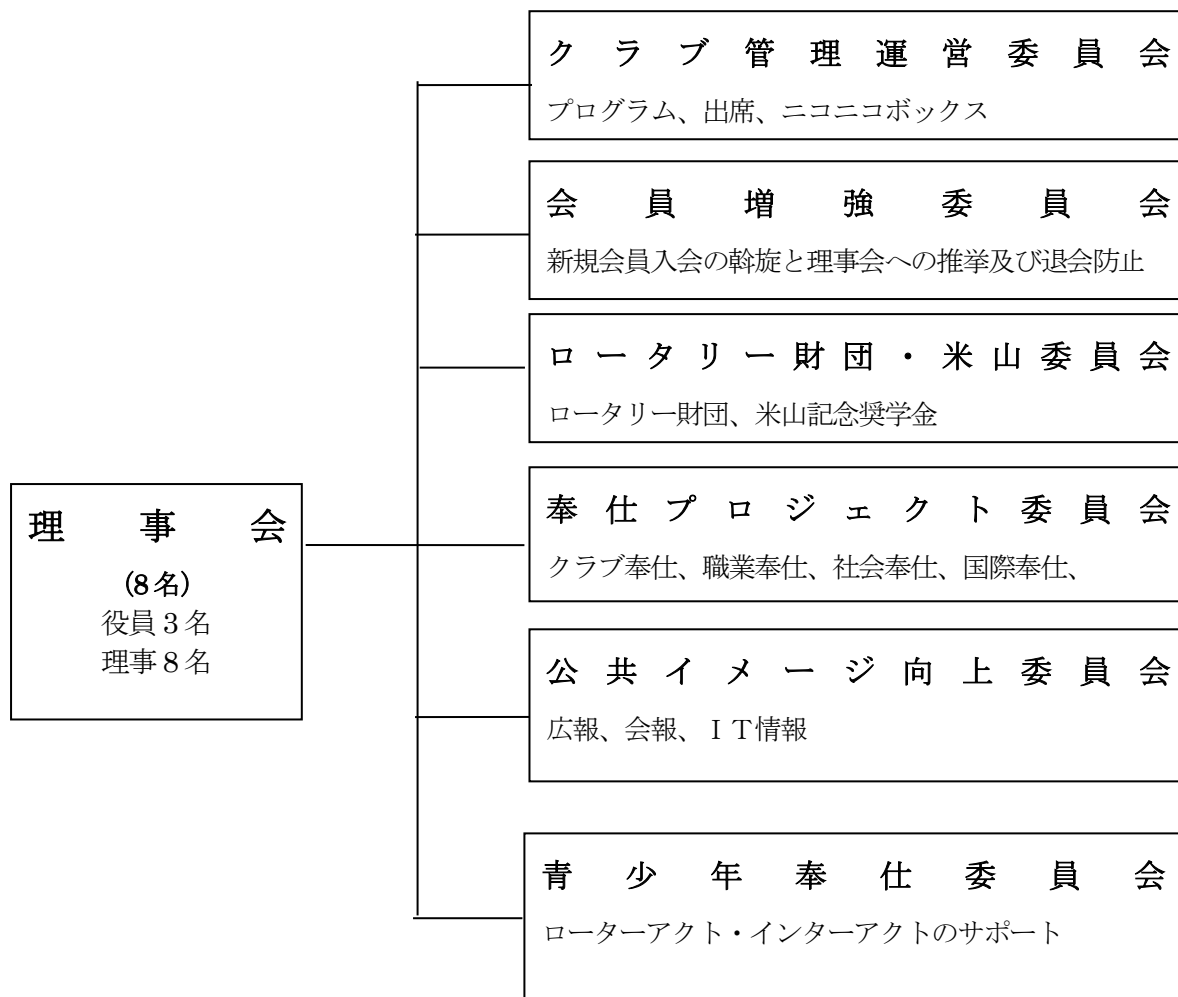 クラブ管理運営委員会
プログラム、出席、ニコニコボックス
会員増強委員会
新規会員入会の斡旋と理事会への推挙及び退会防止
ロータリー財団・米山委員会
ロータリー財団、米山記念奨学金
理事会
(8名)
役員3名
理事8名
奉仕プロジェクト委員会
クラブ奉仕、職業奉仕、社会奉仕、国際奉仕、
公共イメージ向上委員会
広報、会報、IT情報
青少年奉仕委員会
ローターアクト・インターアクトのサポート